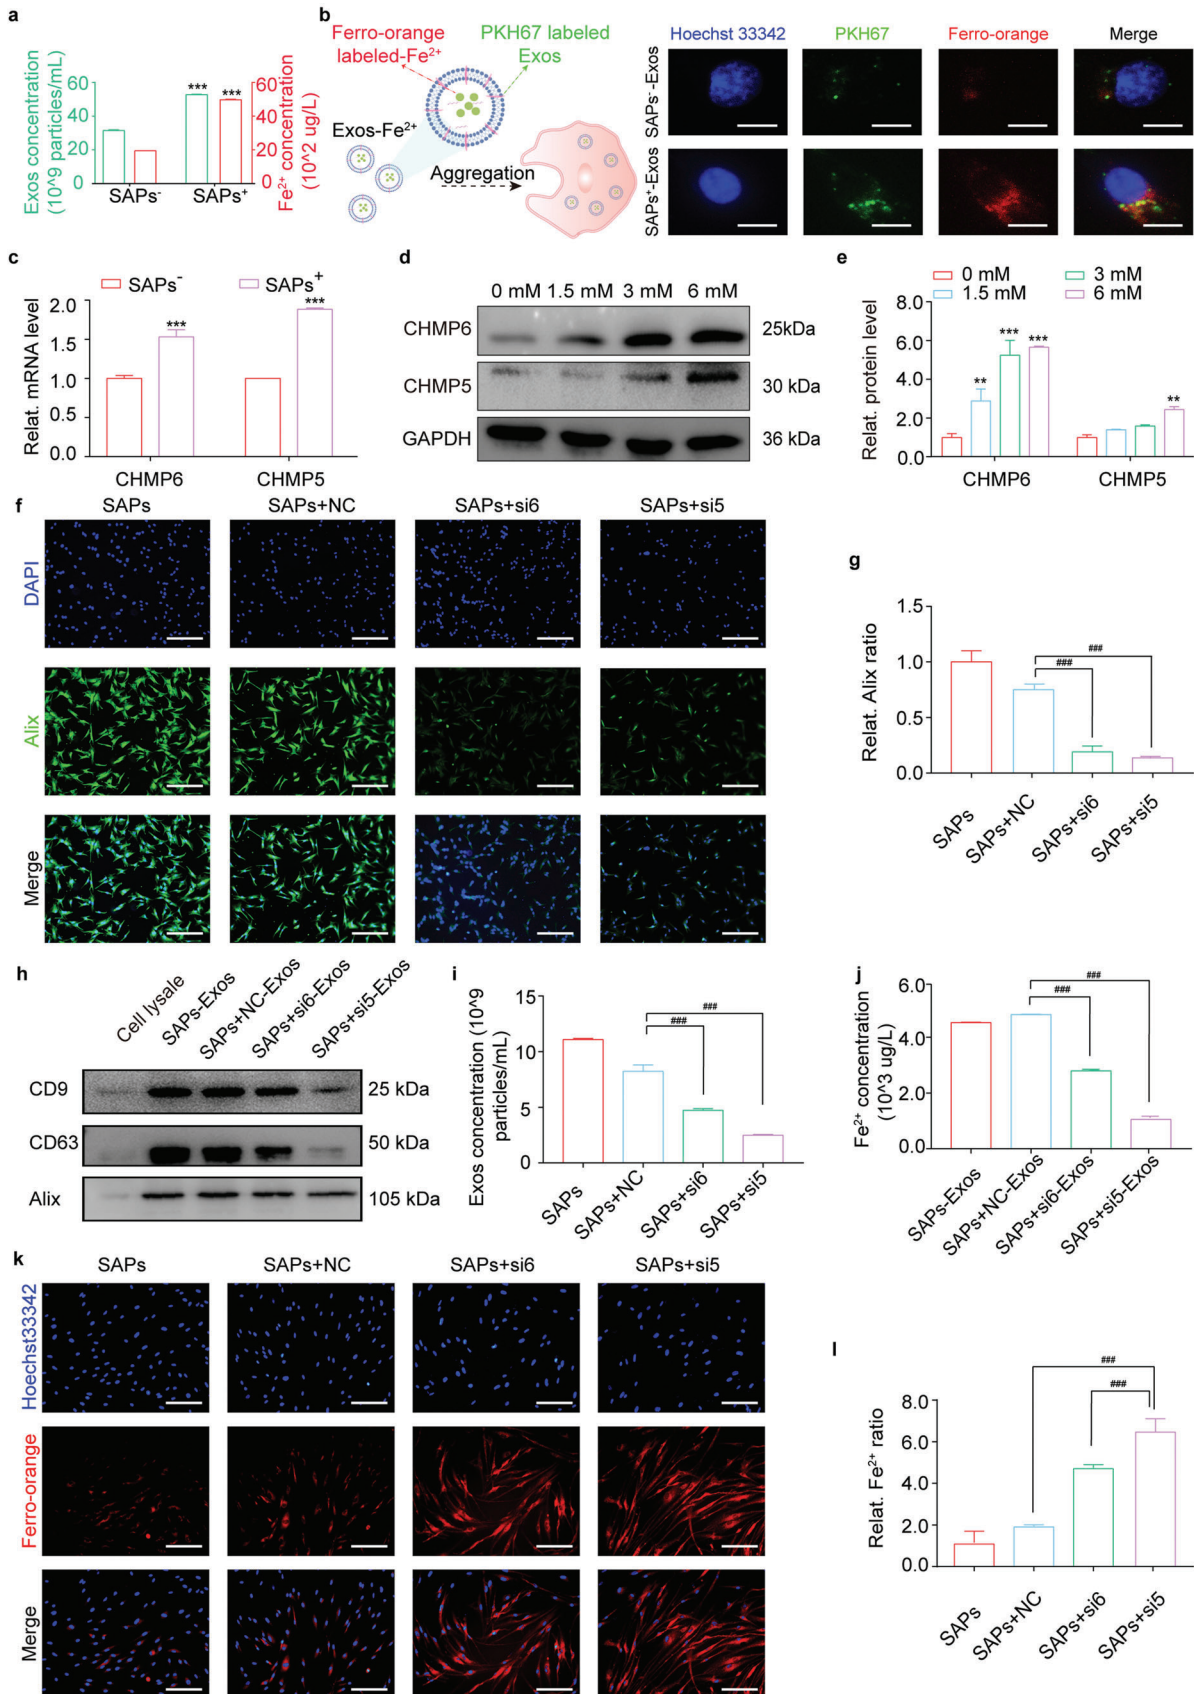 a
Exos concentration
(10^9 particles/mL)
60
40
20
0
***
***
60
40
20
0
Fe²⁺ concentration
(10^2 ug/L)
SAPs⁻
SAPs⁺
b
Ferro-orange
labeled-Fe²⁺
PKH67 labeled
Exos
Exos-Fe²⁺
Aggregation
Hoechst 33342
PKH67
Ferro-orange
Merge
SAPs⁻-Exos
SAPs⁺-Exos
c
SAPs⁻
SAPs⁺
Relat. mRNA level
2.0
1.5
1.0
0.5
0.0
***
***
CHMP6
CHMP5
d
0 mM
1.5 mM
3 mM
6 mM
CHMP6
25kDa
CHMP5
30 kDa
GAPDH
36 kDa
e
0 mM
3 mM
1.5 mM
6 mM
Relat. protein level
8.0
6.0
4.0
2.0
0.0
**
***
***
**
CHMP6
CHMP5
f
SAPs
SAPs+NC
SAPs+si6
SAPs+si5
DAPI
Alix
Merge
g
Relat. Alix ratio
1.5
1.0
0.5
0.0
###
###
SAPs
SAPs+NC
SAPs+si6
SAPs+si5
h
Cell lysale
SAPs-Exos
SAPs+NC-Exos
SAPs+si6-Exos
SAPs+si5-Exos
CD9
25 kDa
CD63
50 kDa
Alix
105 kDa
i
Exos concentration (10^9
particles/mL)
15
10
5
0
###
###
SAPs
SAPs+NC
SAPs+si6
SAPs+si5
j
Fe²⁺ concentration
(10^3 ug/L)
6.0
4.0
2.0
0.0
###
###
SAPs-Exos
SAPs+NC-Exos
SAPs+si6-Exos
SAPs+si5-Exos
k
SAPs
SAPs+NC
SAPs+si6
SAPs+si5
Hoechst33342
Ferro-orange
Merge
l
Relat. Fe²⁺ ratio
8.0
6.0
4.0
2.0
0.0
###
###
SAPs
SAPs+NC
SAPs+si6
SAPs+si5